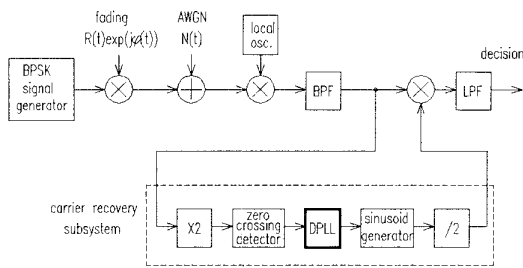 fading
R(t)exp(jφ(t))
AWGN
N(t)
local
osc.
BPSK
signal
generator
BPF
LPF
decision
carrier recovery
subsystem
X2
zero
crossing
detector
DPLL
sinusoid
generator
/2